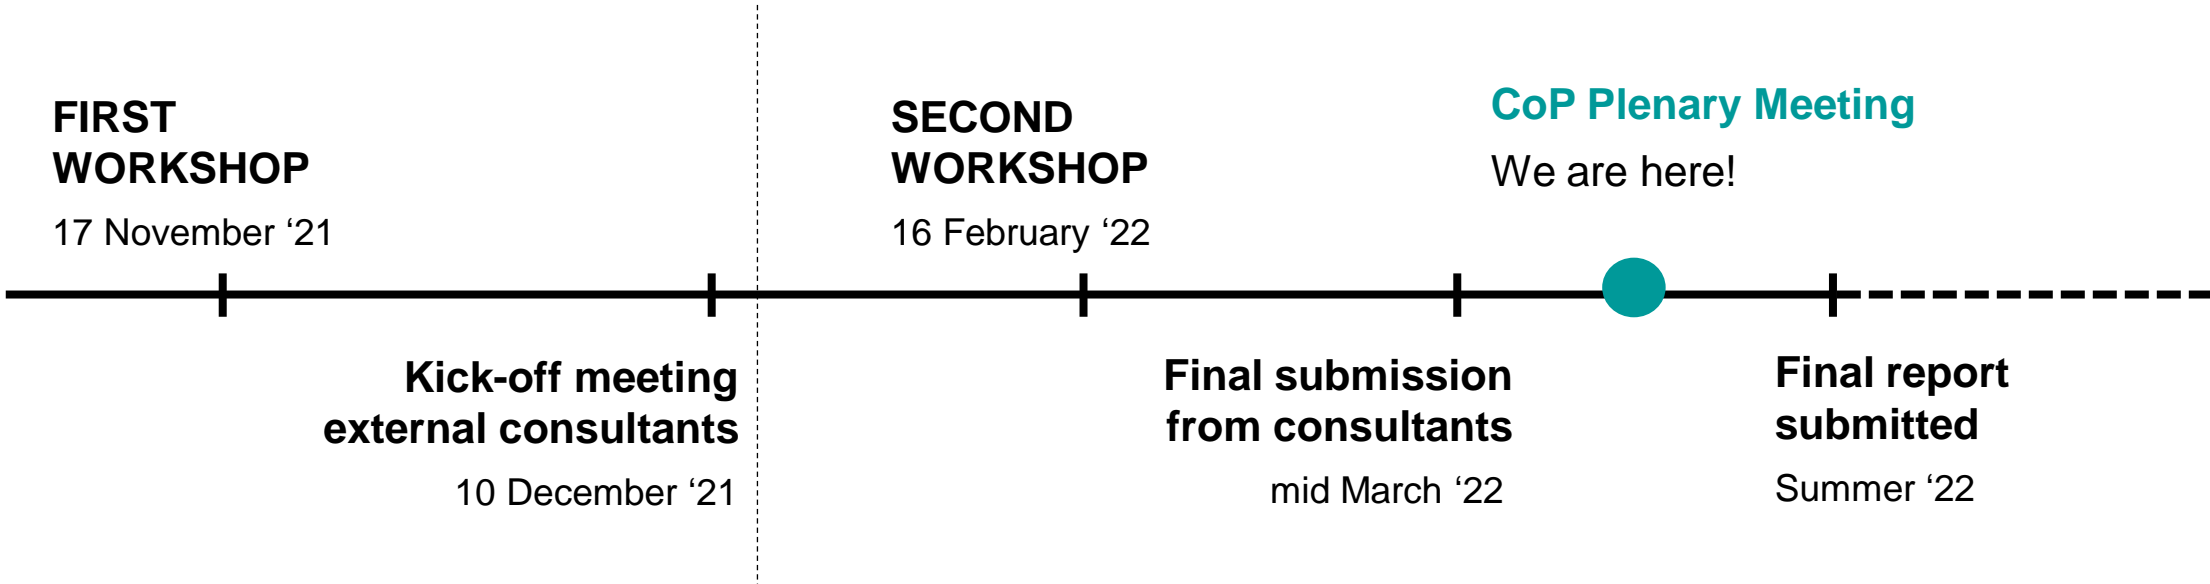 FIRST
WORKSHOP
17 November ‘21
Kick-off meeting
external consultants
10 December ‘21
SECOND
WORKSHOP
16 February ‘22
Final submission
from consultants
mid March ‘22
CoP Plenary Meeting
We are here!
Final report
submitted
Summer ‘22